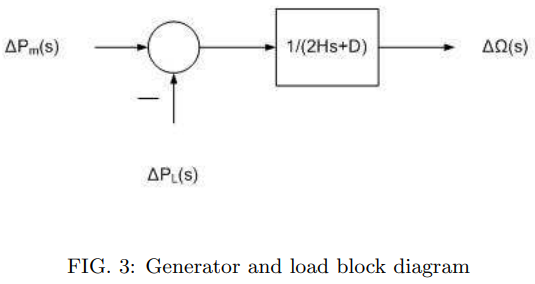 ΔPm(s)
1/(2Hs+D)
ΔΩ(s)
—
ΔPL(s)
FIG. 3: Generator and load block diagram